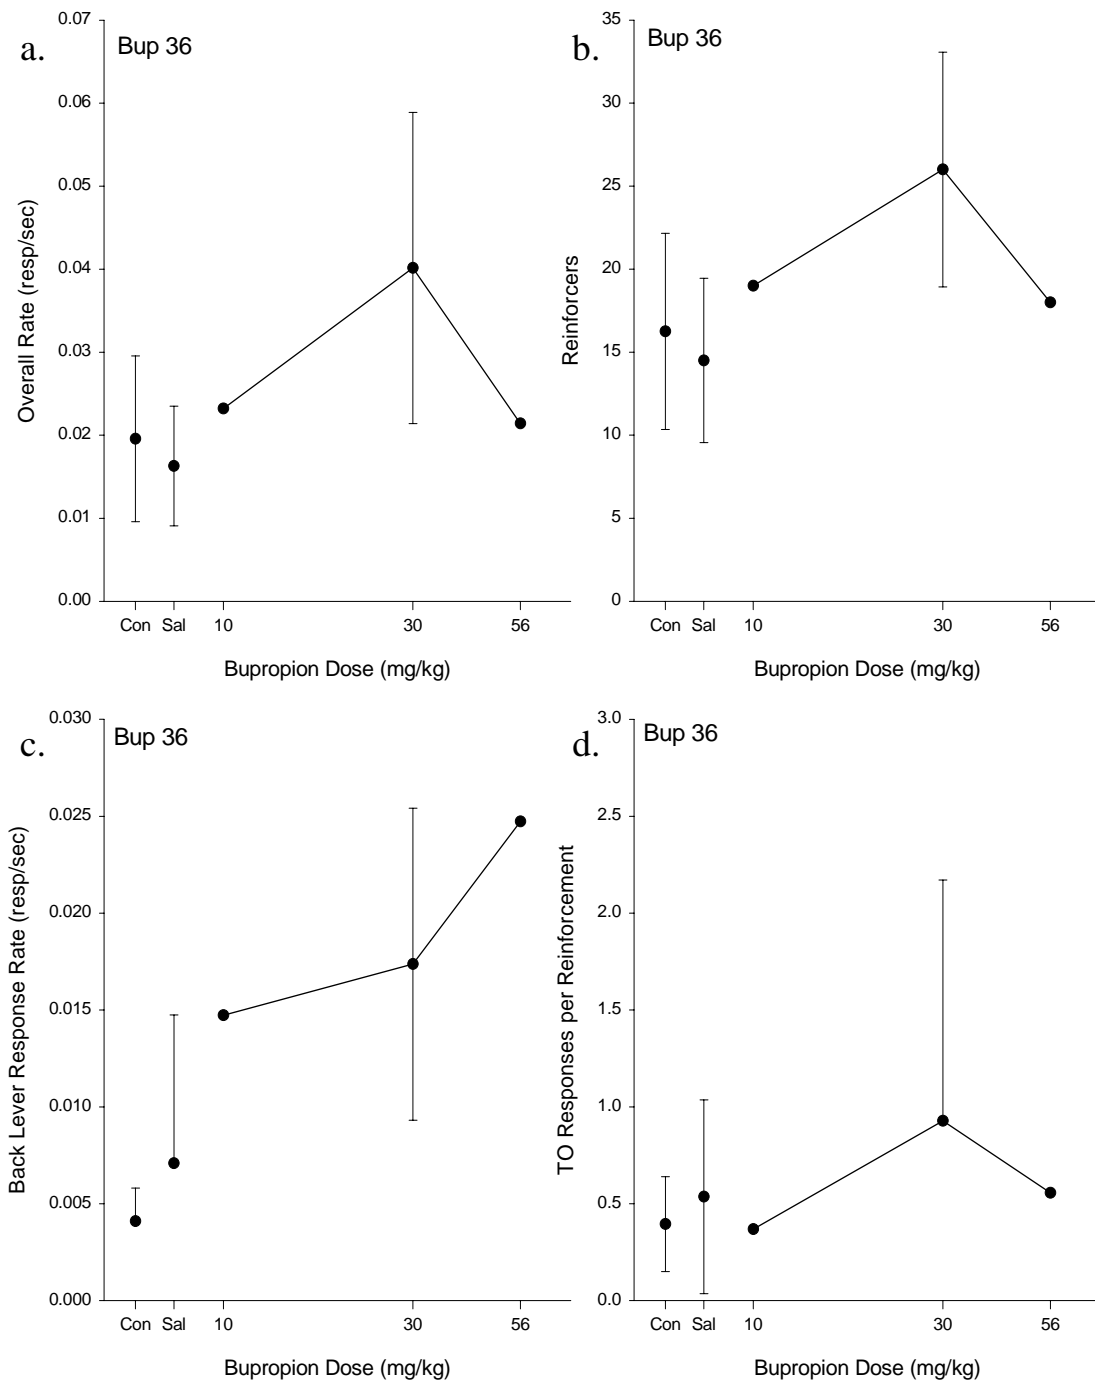 a.
Bup 36
0.07
0.06
0.05
0.04
0.03
0.02
0.01
0.00
Overall Rate (resp/sec)
Con Sal 10 30 56
Bupropion Dose (mg/kg)
b.
Bup 36
35
30
25
20
15
10
5
0
Reinforcers
Con Sal 10 30 56
Bupropion Dose (mg/kg)
c.
Bup 36
0.030
0.025
0.020
0.015
0.010
0.005
0.000
Back Lever Response Rate (resp/sec)
Con Sal 10 30 56
Bupropion Dose (mg/kg)
d.
Bup 36
3.0
2.5
2.0
1.5
1.0
0.5
0.0
TO Responses per Reinforcement
Con Sal 10 30 56
Bupropion Dose (mg/kg)